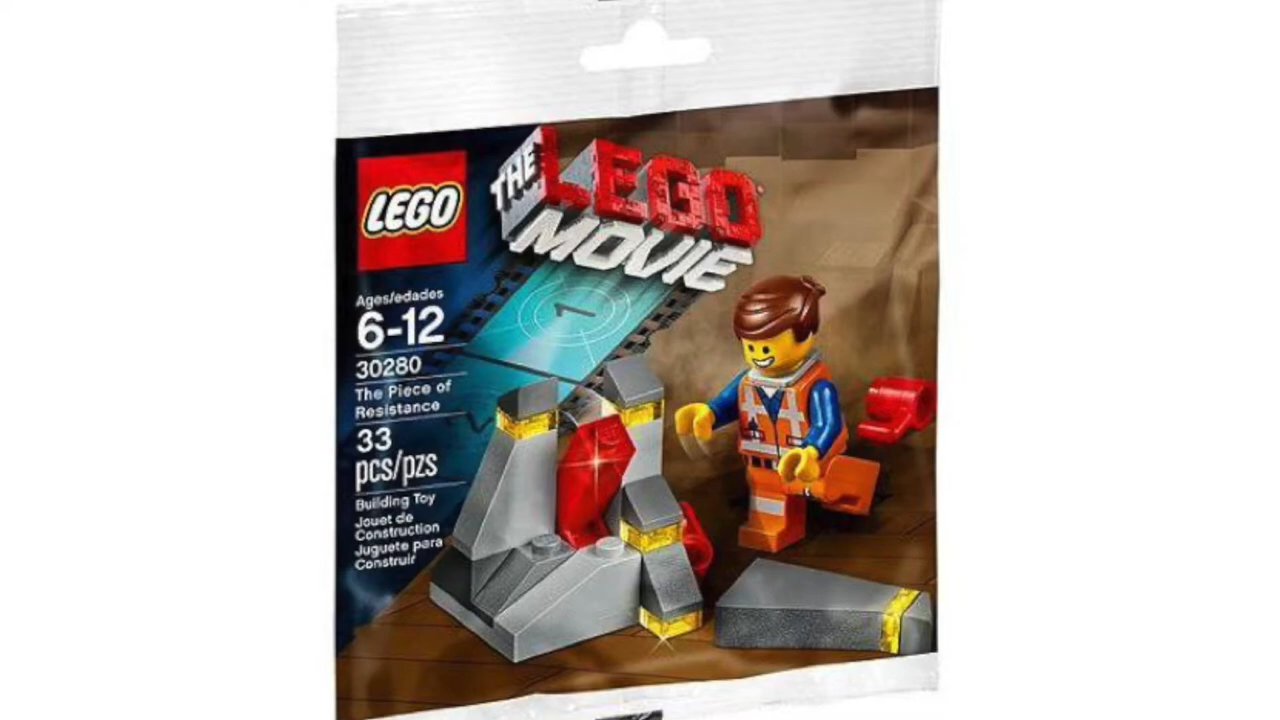 LEGO
THE LEGO
MOVIE
Ages/edades
6-12
30280
The Piece of
Resistance
33
pcs/pzs
Building Toy
Jouet de
Construction
Juguete para
Construir
1